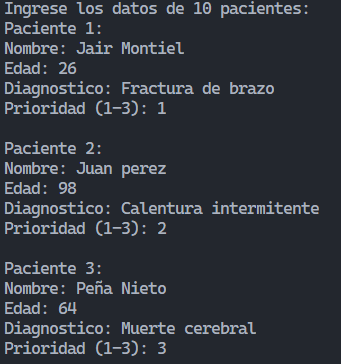 Ingrese los datos de 10 pacientes:
Paciente 1:
Nombre: Jair Montiel
Edad: 26
Diagnostico: Fractura de brazo
Prioridad (1-3): 1
Paciente 2:
Nombre: Juan perez
Edad: 98
Diagnostico: Calentura intermitente
Prioridad (1-3): 2
Paciente 3:
Nombre: Peña Nieto
Edad: 64
Diagnostico: Muerte cerebral
Prioridad (1-3): 3